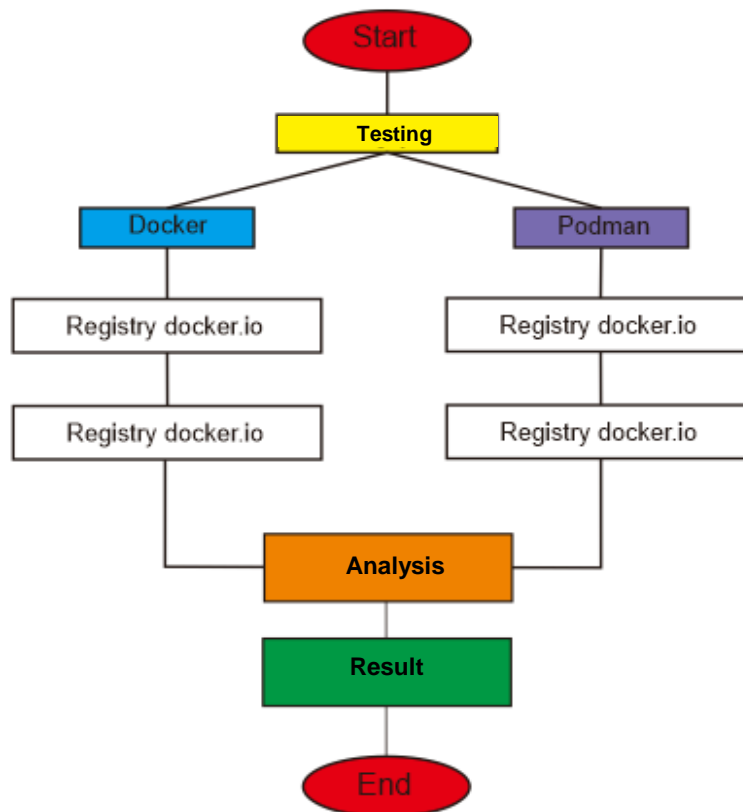 Start
Testing
Docker
Podman
Registry docker.io
Registry docker.io
Registry docker.io
Registry docker.io
Analysis
Result
End